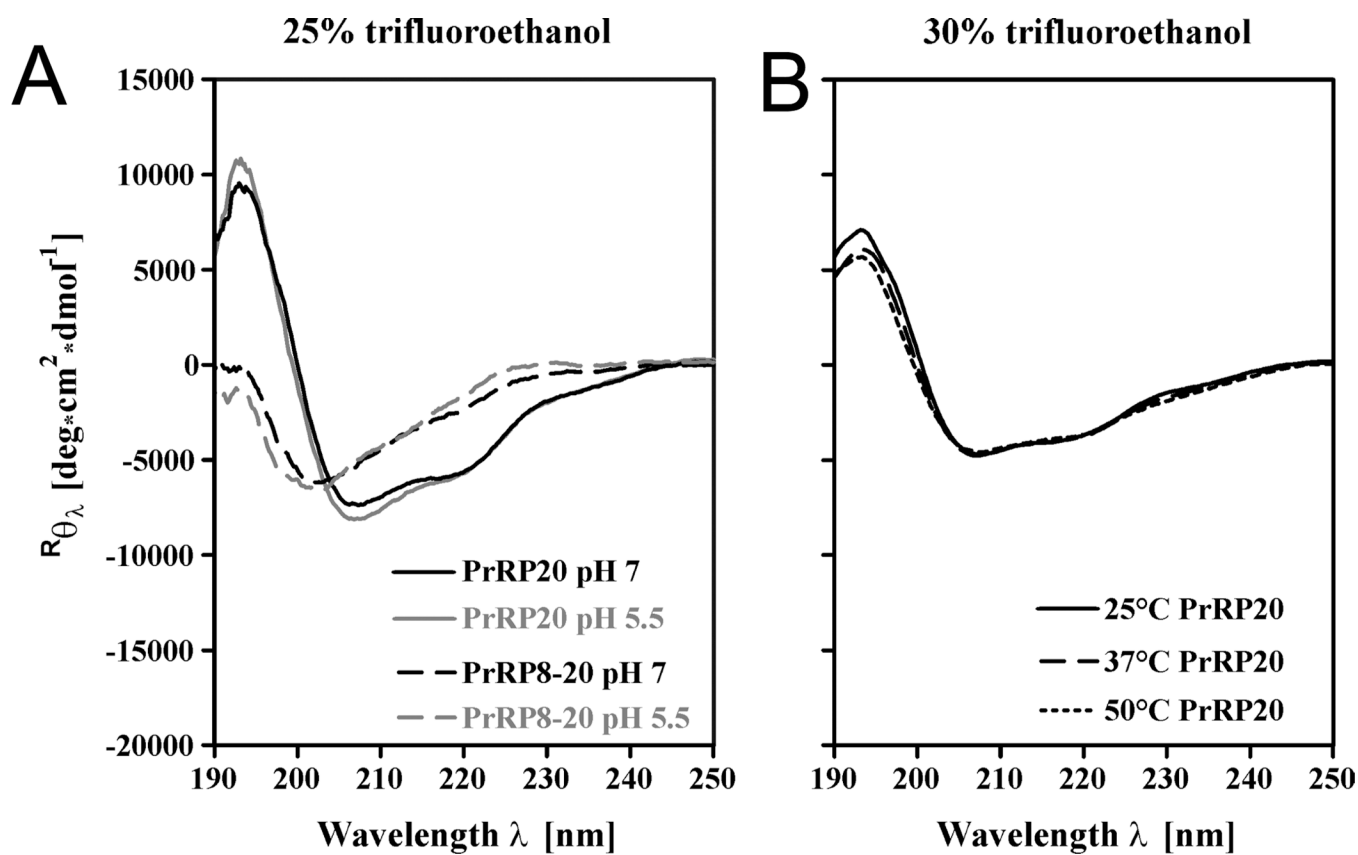 25% trifluoroethanol
30% trifluoroethanol
A
B
15000
10000
5000
0
-5000
-10000
-15000
-20000
Rθλ [deg*cm2*dmol-1]
PrRP20 pH 7
PrRP20 pH 5.5
PrRP8-20 pH 7
PrRP8-20 pH 5.5
25°C PrRP20
37°C PrRP20
50°C PrRP20
190 200 210 220 230 240 250
190 200 210 220 230 240 250
Wavelength λ [nm]
Wavelength λ [nm]